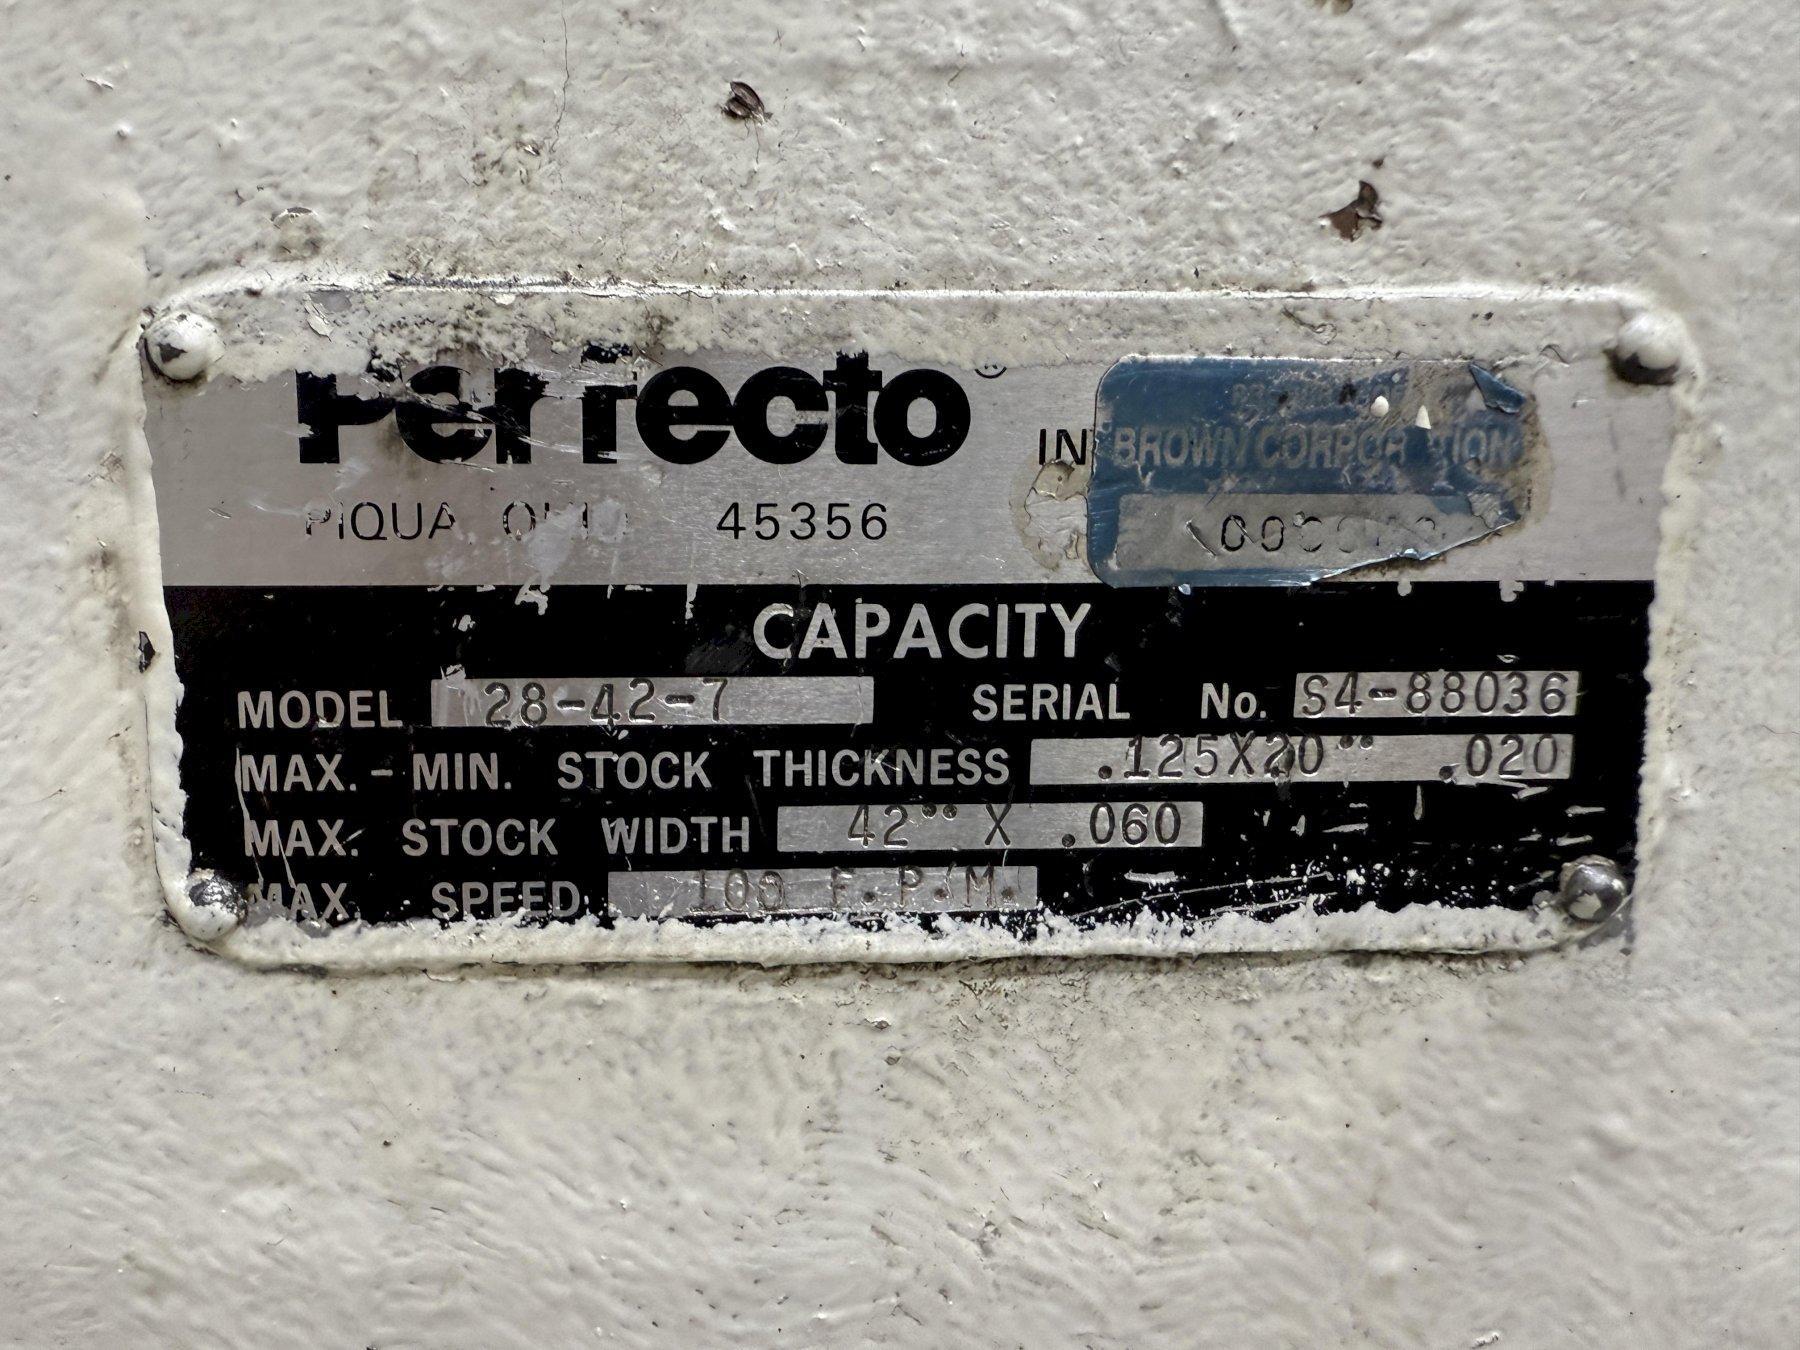 Perfecto®
IN
BROWN CORPORATION
PIQUA, OHIO 45356
CAPACITY
MODEL 28-42-7 SERIAL No. S4-88036
MAX. - MIN. STOCK THICKNESS .125X20" .020
MAX. STOCK WIDTH 42" X .060
MAX. SPEED 100 F.P.M.